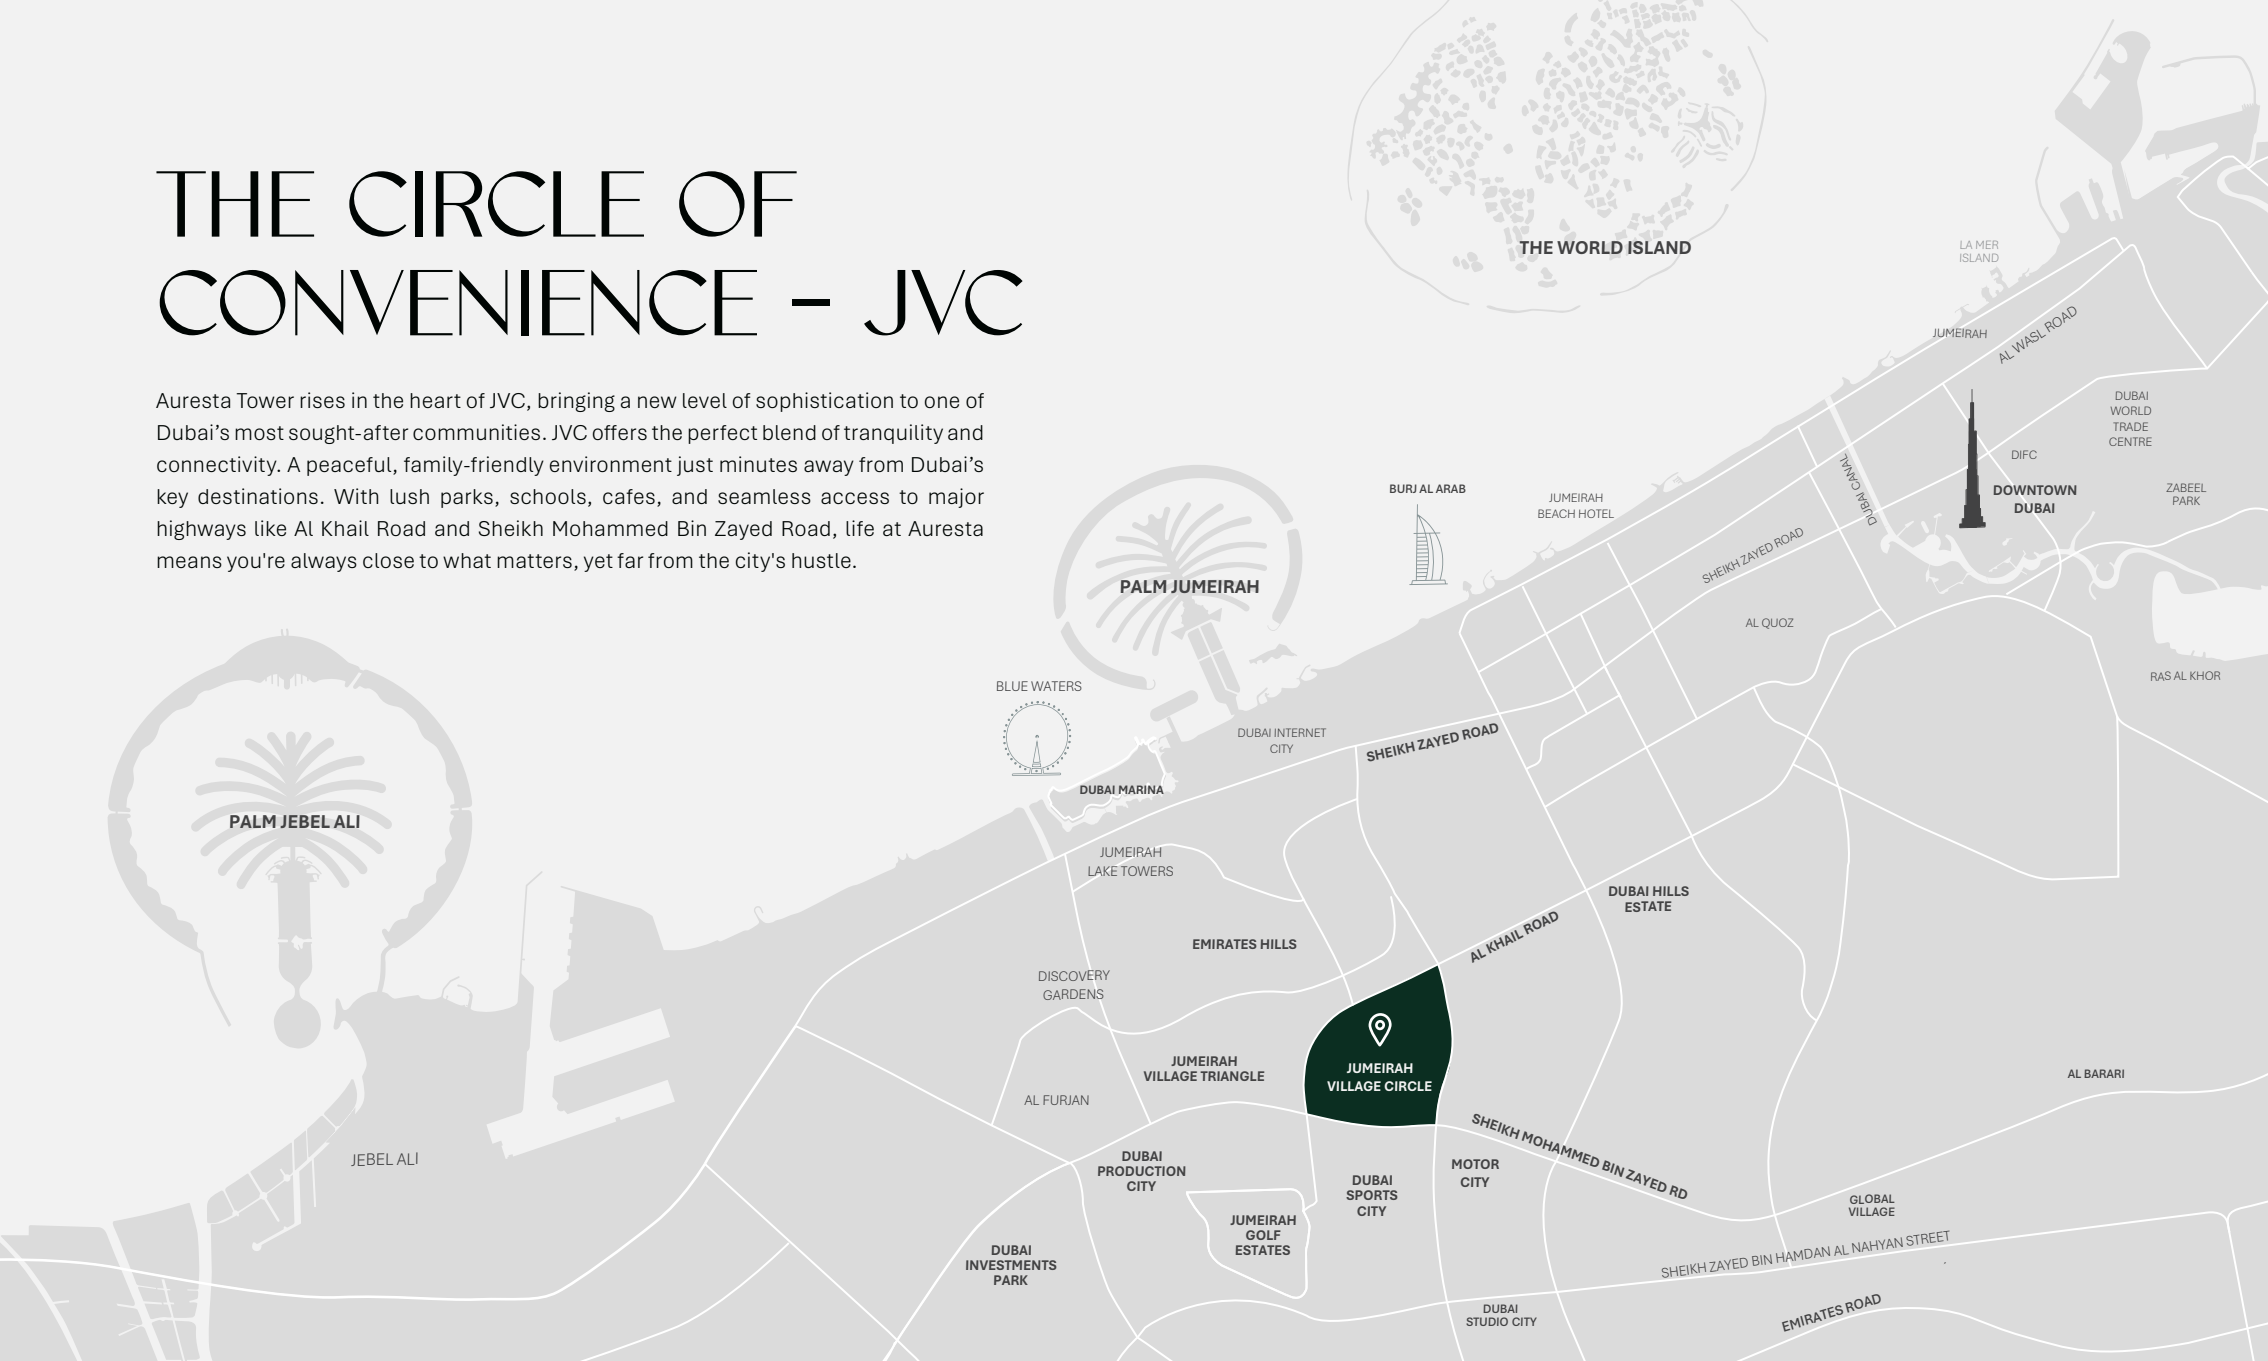 THE CIRCLE OF
CONVENIENCE – JVC
Auresta Tower rises in the heart of JVC, bringing a new level of sophistication to one of
Dubai’s most sought-after communities. JVC offers the perfect blend of tranquility and
connectivity. A peaceful, family-friendly environment just minutes away from Dubai’s
key destinations. With lush parks, schools, cafes, and seamless access to major
highways like Al Khail Road and Sheikh Mohammed Bin Zayed Road, life at Auresta
means you're always close to what matters, yet far from the city's hustle.
THE WORLD ISLAND
LA MER
ISLAND
JUMEIRAH
AL WASL ROAD
DUBAI
WORLD
TRADE
CENTRE
DIFC
DOWNTOWN
DUBAI
ZABEEL
PARK
DUBAI CANAL
BURJ AL ARAB
JUMEIRAH
BEACH HOTEL
SHEIKH ZAYED ROAD
PALM JUMEIRAH
AL QUOZ
RAS AL KHOR
BLUE WATERS
DUBAI INTERNET
CITY
SHEIKH ZAYED ROAD
DUBAI MARINA
PALM JEBEL ALI
JUMEIRAH
LAKE TOWERS
DUBAI HILLS
ESTATE
AL KHAIL ROAD
EMIRATES HILLS
DISCOVERY
GARDENS
JUMEIRAH
VILLAGE TRIANGLE
JUMEIRAH
VILLAGE CIRCLE
AL BARARI
AL FURJAN
SHEIKH MOHAMMED BIN ZAYED RD
JEBEL ALI
DUBAI
PRODUCTION
CITY
MOTOR
CITY
DUBAI
SPORTS
CITY
GLOBAL
VILLAGE
JUMEIRAH
GOLF
ESTATES
DUBAI
INVESTMENTS
PARK
SHEIKH ZAYED BIN HAMDAN AL NAHYAN STREET
DUBAI
STUDIO CITY
EMIRATES ROAD